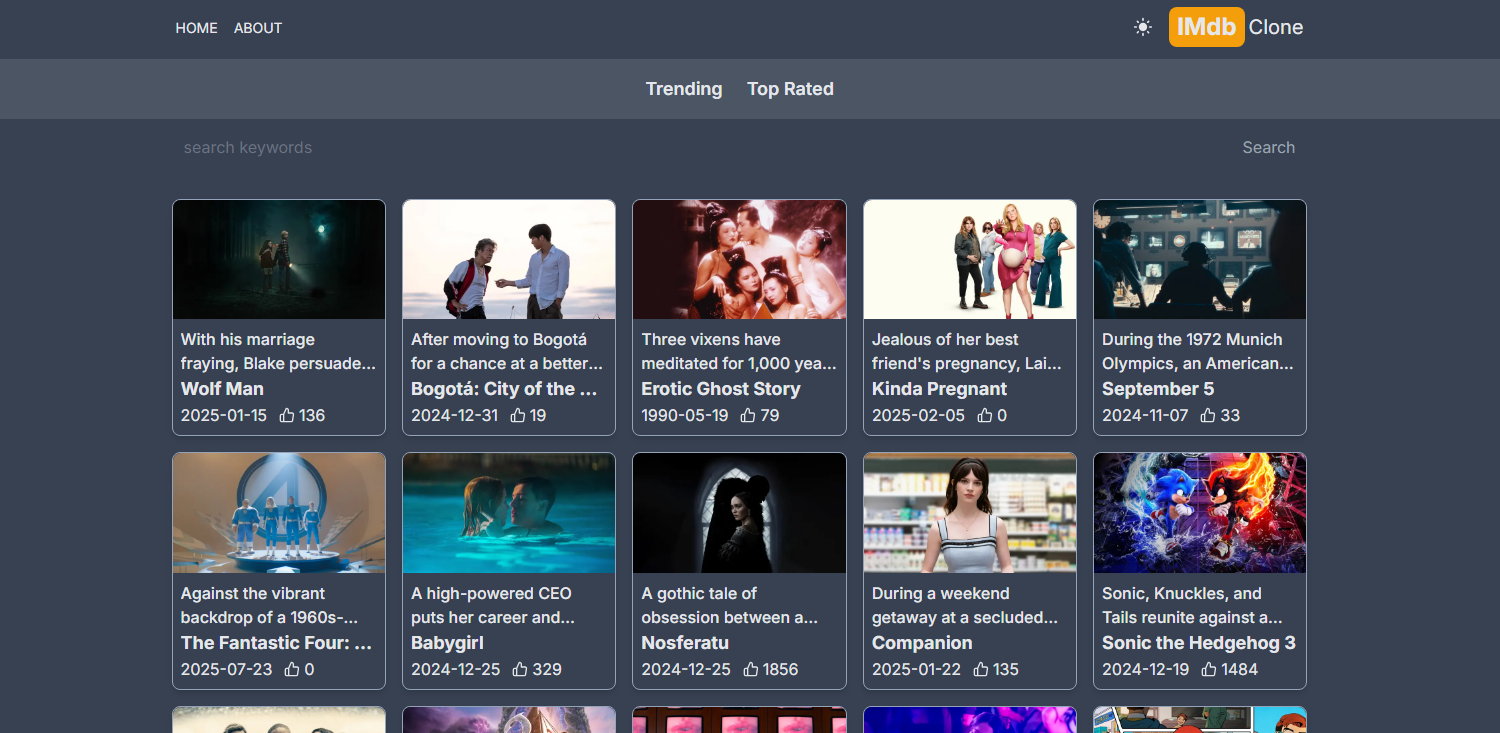 HOME ABOUT IMdb Clone
Trending Top Rated
search keywords Search
With his marriage
fraying, Blake persuade...
Wolf Man
2025-01-15 136
After moving to Bogotá
for a chance at a better...
Bogotá: City of the ...
2024-12-31 19
Three vixens have
meditated for 1,000 yea...
Erotic Ghost Story
1990-05-19 79
Jealous of her best
friend's pregnancy, Lai...
Kinda Pregnant
2025-02-05 0
During the 1972 Munich
Olympics, an American...
September 5
2024-11-07 33
Against the vibrant
backdrop of a 1960s-...
The Fantastic Four: ...
2025-07-23 0
A high-powered CEO
puts her career and...
Babygirl
2024-12-25 329
A gothic tale of
obsession between a...
Nosferatu
2024-12-25 1856
During a weekend
getaway at a secluded...
Companion
2025-01-22 135
Sonic, Knuckles, and
Tails reunite against a...
Sonic the Hedgehog 3
2024-12-19 1484